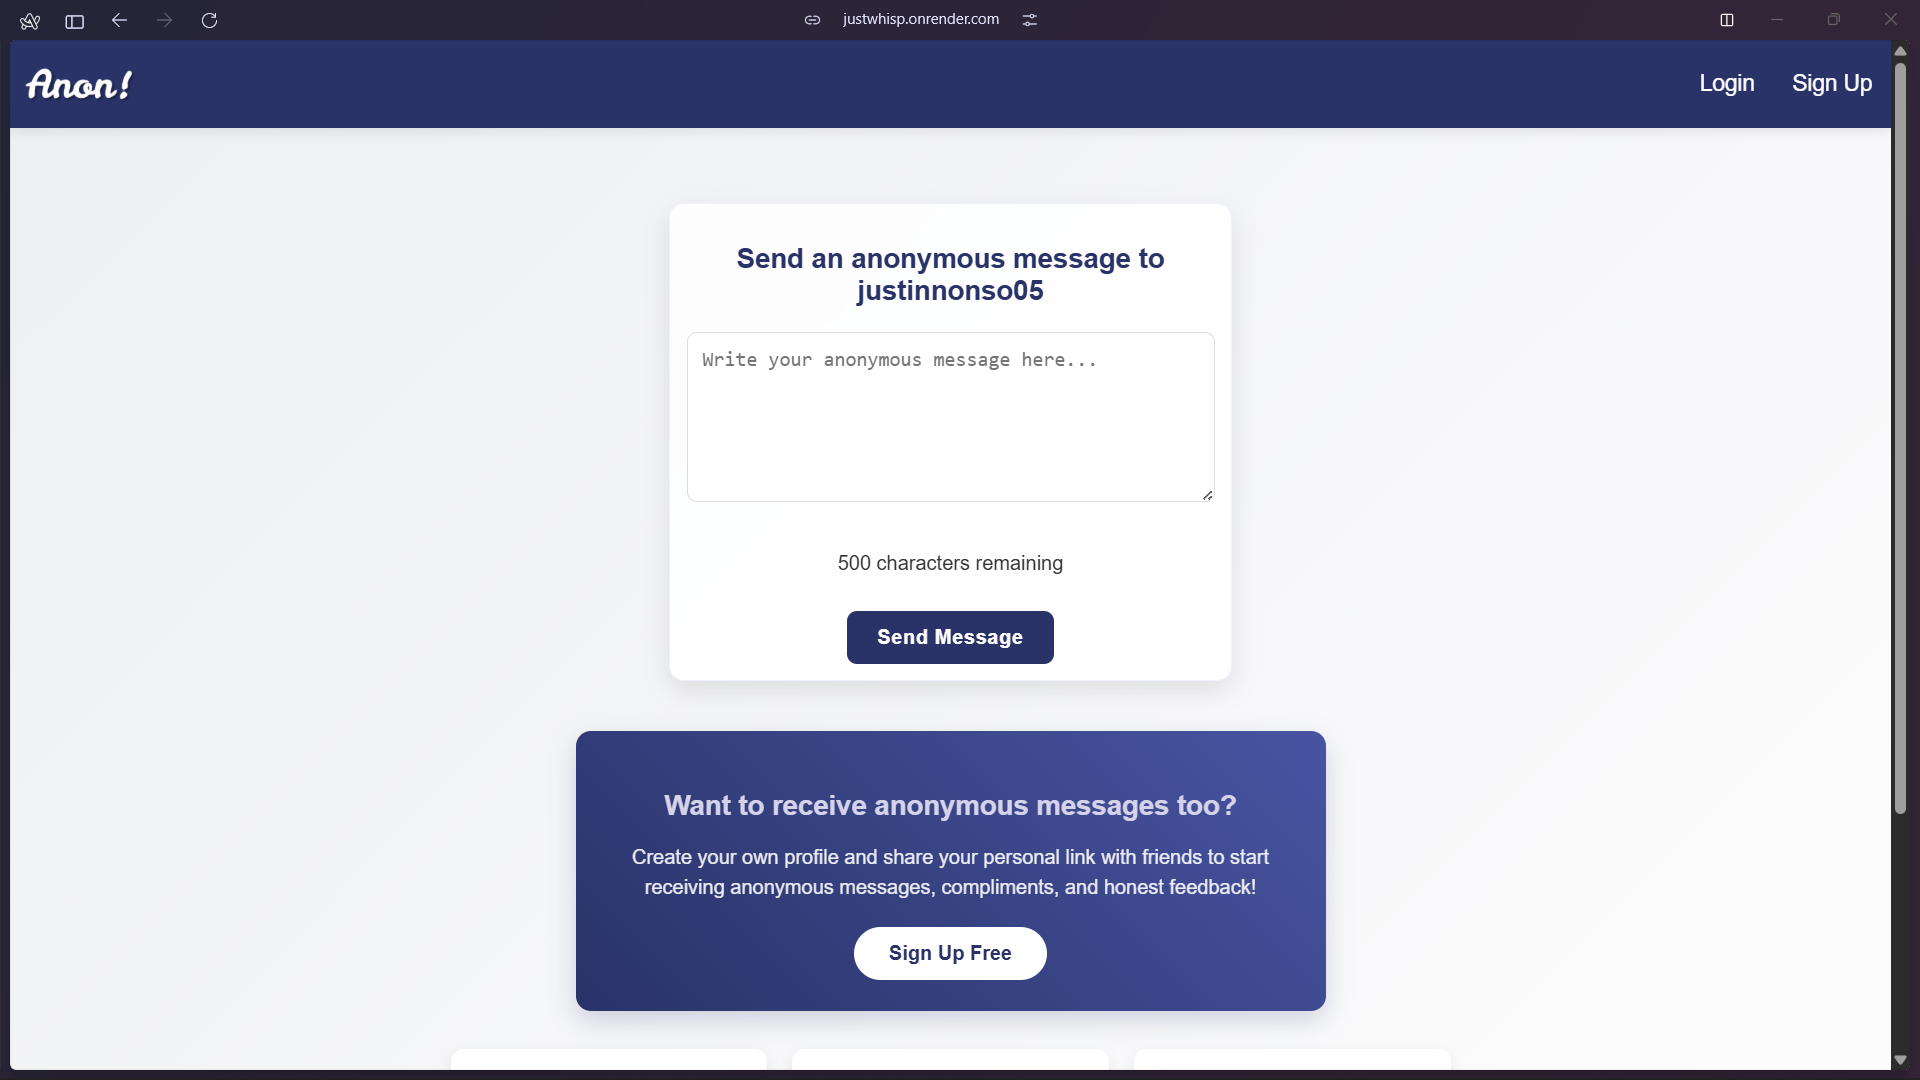 justwhisp.onrender.com
Anon!
Login
Sign Up
Send an anonymous message to
justinnonso05
Write your anonymous message here...
500 characters remaining
Send Message
Want to receive anonymous messages too?
Create your own profile and share your personal link with friends to start
receiving anonymous messages, compliments, and honest feedback!
Sign Up Free